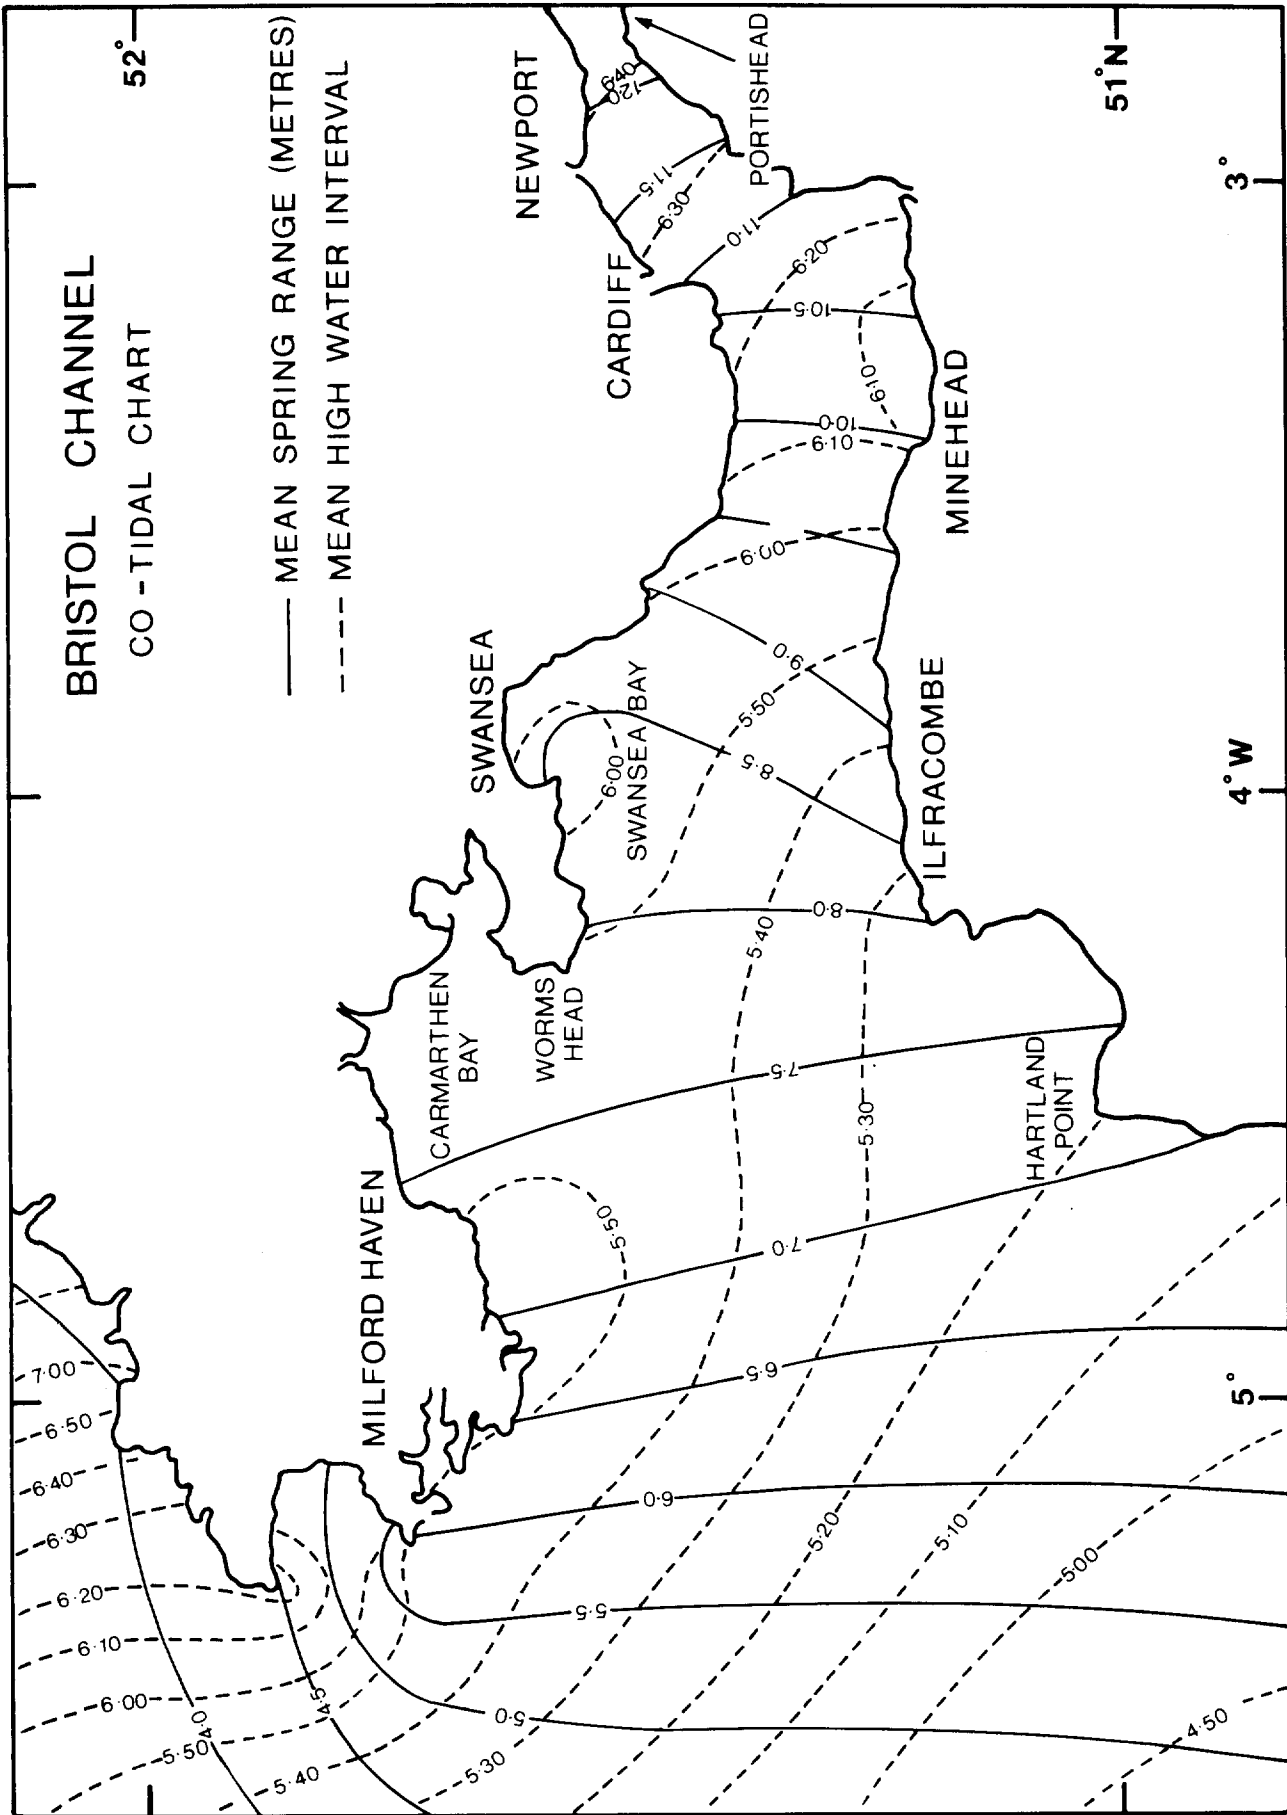 BRISTOL CHANNEL
CO-TIDAL CHART
MEAN SPRING RANGE (METRES)
MEAN HIGH WATER INTERVAL
52°
51°N
5°
4°W
3°
MILFORD HAVEN
CARMARTHEN
BAY
WORMS
HEAD
SWANSEA
SWANSEA BAY
CARDIFF
NEWPORT
PORTISHEAD
MINEHEAD
ILFRACOMBE
HARTLAND
POINT
7·00
6·50
6·40
6·30
6·20
6·10
6·00
5·50
5·40
5·30
5·20
5·10
5·00
4·50
4·0
4·5
5·0
5·5
6·0
6·5
7·0
7·5
8·0
8·5
9·0
10·0
10·5
11·0
11·5
12·0
5·50
5·30
5·40
6·00
5·50
6·00
6·10
6·10
6·20
6·30
6·40